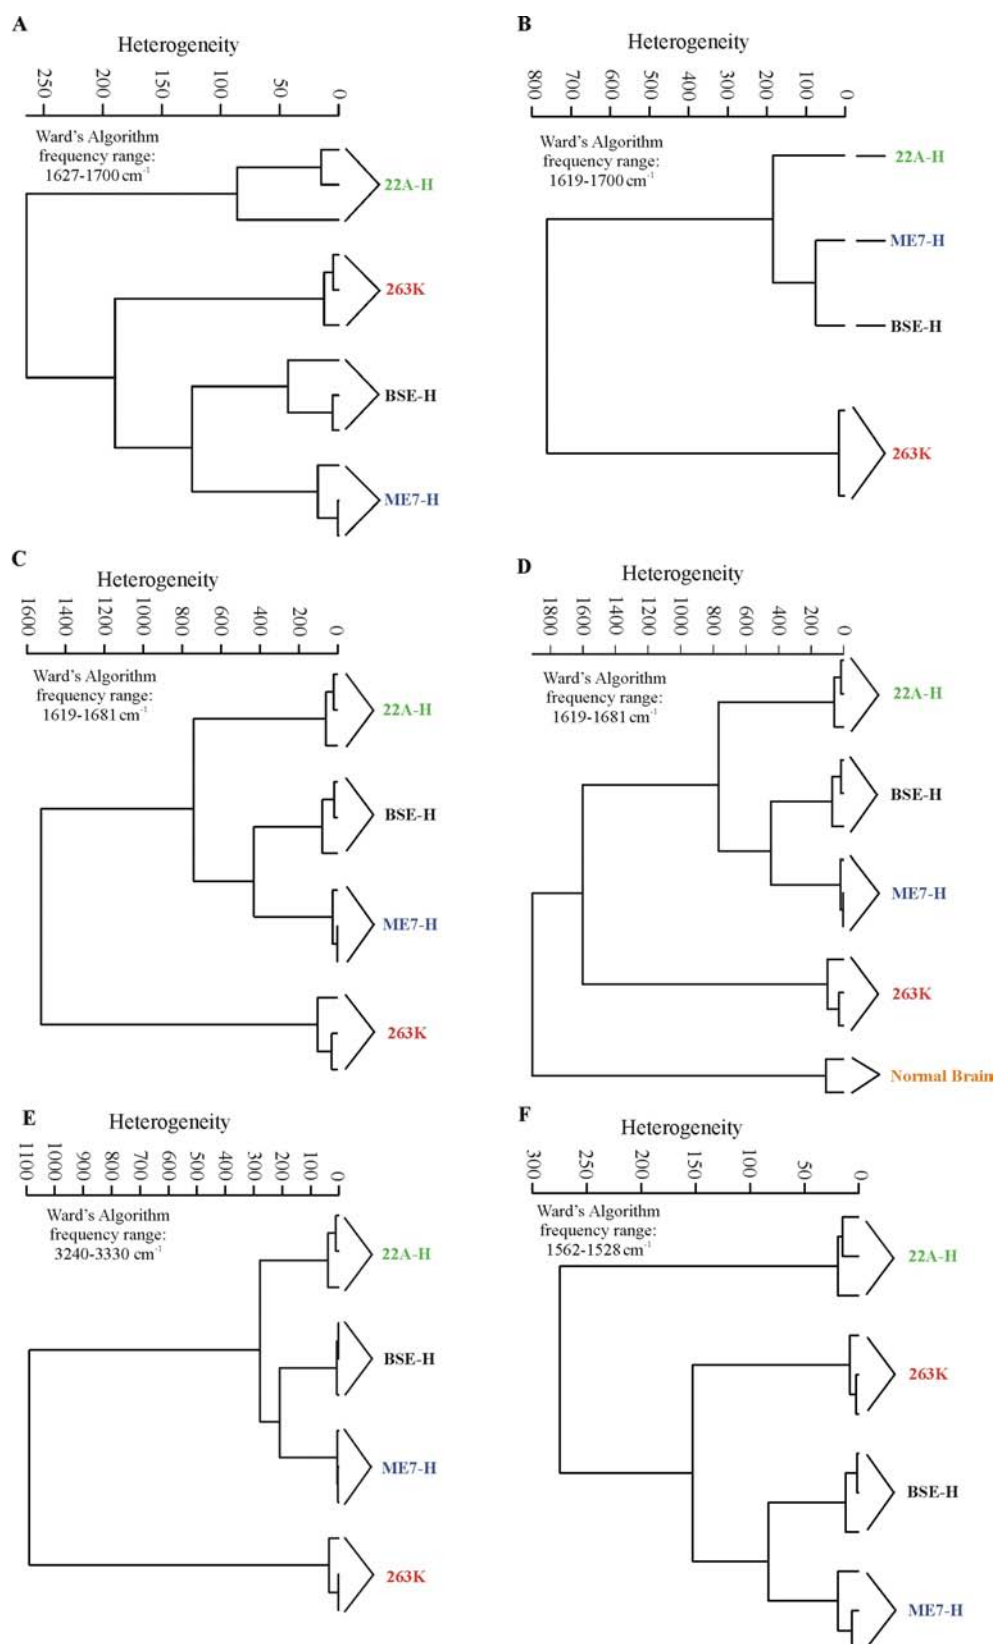 A
Heterogeneity
250 200 150 100 50 0
Ward's Algorithm
frequency range:
1627-1700 cm-1
22A-H
263K
BSE-H
ME7-H
B
Heterogeneity
800 700 600 500 400 300 200 100 0
Ward's Algorithm
frequency range:
1619-1700 cm-1
22A-H
ME7-H
BSE-H
263K
C
Heterogeneity
1600 1400 1200 1000 800 600 400 200 0
Ward's Algorithm
frequency range:
1619-1681 cm-1
22A-H
BSE-H
ME7-H
263K
D
Heterogeneity
1800 1600 1400 1200 1000 800 600 400 200 0
Ward's Algorithm
frequency range:
1619-1681 cm-1
22A-H
BSE-H
ME7-H
263K
Normal Brain
E
Heterogeneity
1100 1000 900 800 700 600 500 400 300 200 100 0
Ward's Algorithm
frequency range:
3240-3330 cm-1
22A-H
BSE-H
ME7-H
263K
F
Heterogeneity
300 250 200 150 100 50 0
Ward's Algorithm
frequency range:
1562-1528 cm-1
22A-H
263K
BSE-H
ME7-H